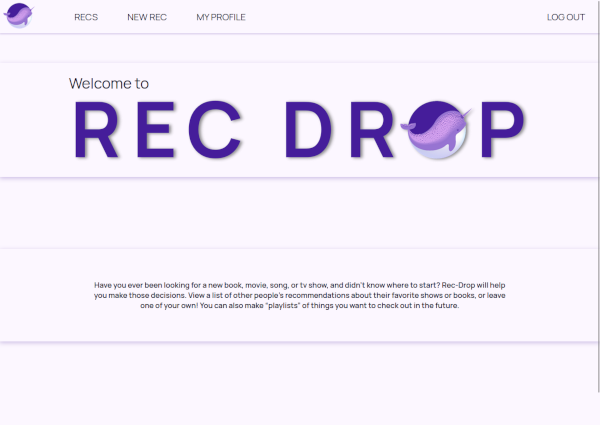 RECS NEW REC MY PROFILE LOG OUT
Welcome to
REC DROP
Have you ever been looking for a new book, movie, song, or tv show, and didn't know where to start? Rec-Drop will help
you make those decisions. View a list of other people's recommendations about their favorite shows or books, or leave
one of your own! You can also make "playlists" of things you want to check out in the future.